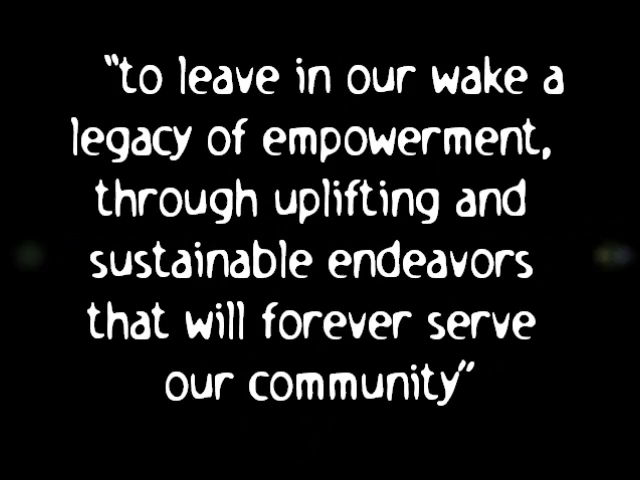 "to leave in our wake a
legacy of empowerment,
through uplifting and
sustainable endeavors
that will forever serve
our community"